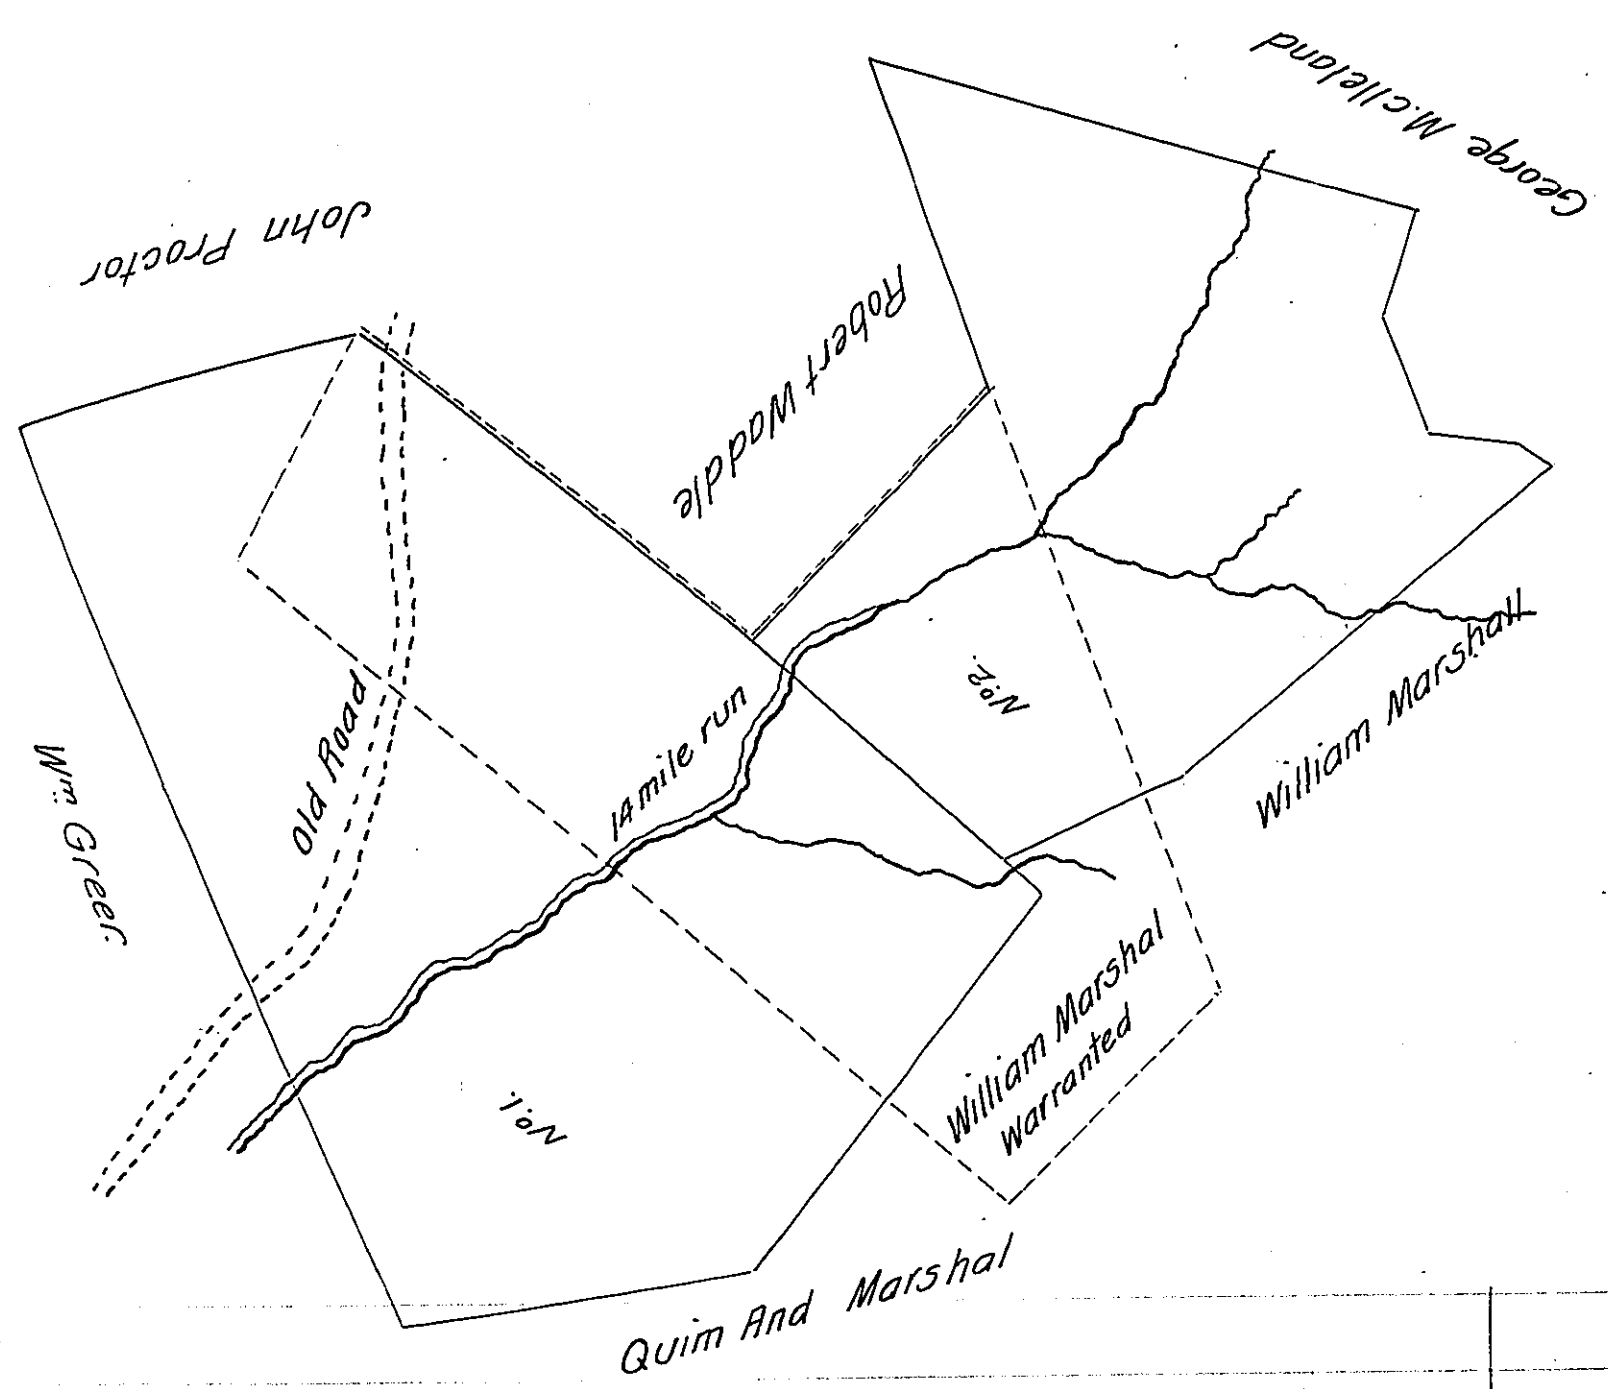 George M.clleland
John Proctor
Robert Waddle
Old Road
14 mile run
No.2.
William Marshall
Wm Greer.
William Marshal
Warranted
No.1.
Quim And Marshal